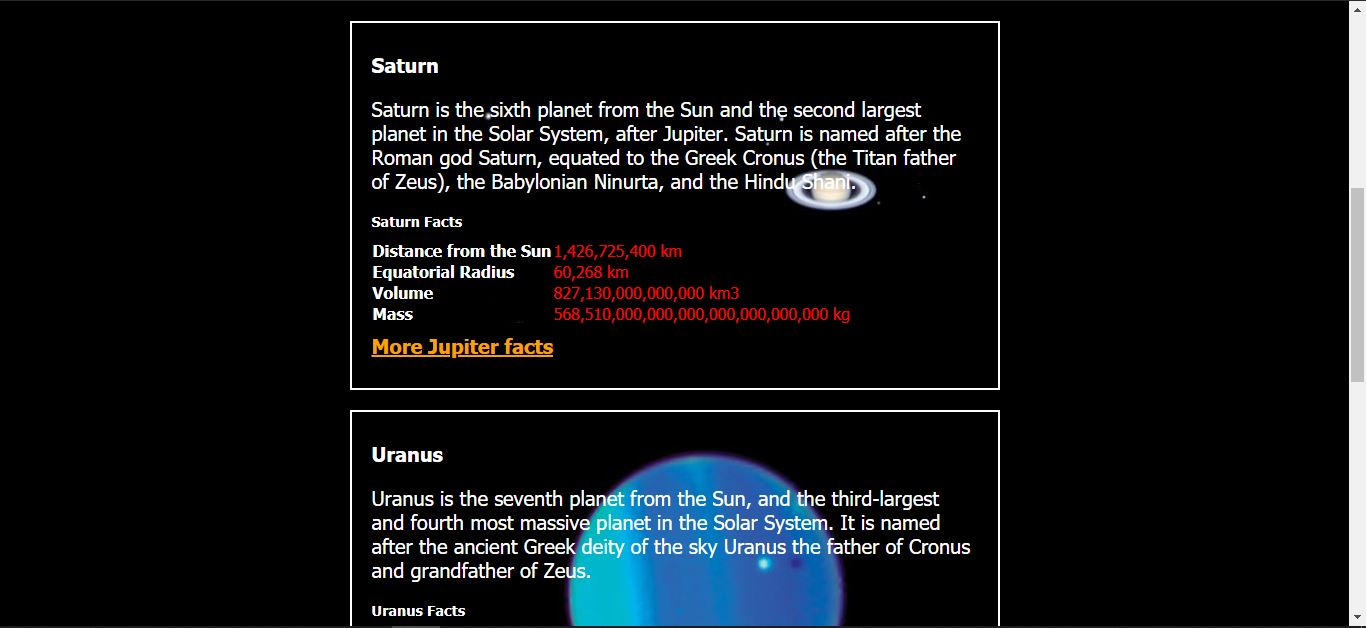 Saturn
Saturn is the sixth planet from the Sun and the second largest
planet in the Solar System, after Jupiter. Saturn is named after the
Roman god Saturn, equated to the Greek Cronus (the Titan father
of Zeus), the Babylonian Ninurta, and the Hindu Shani.
Saturn Facts
Distance from the Sun 1,426,725,400 km
Equatorial Radius 60,268 km
Volume 827,130,000,000,000 km3
Mass 568,510,000,000,000,000,000,000,000 kg
More Jupiter facts
Uranus
Uranus is the seventh planet from the Sun, and the third-largest
and fourth most massive planet in the Solar System. It is named
after the ancient Greek deity of the sky Uranus the father of Cronus
and grandfather of Zeus.
Uranus Facts